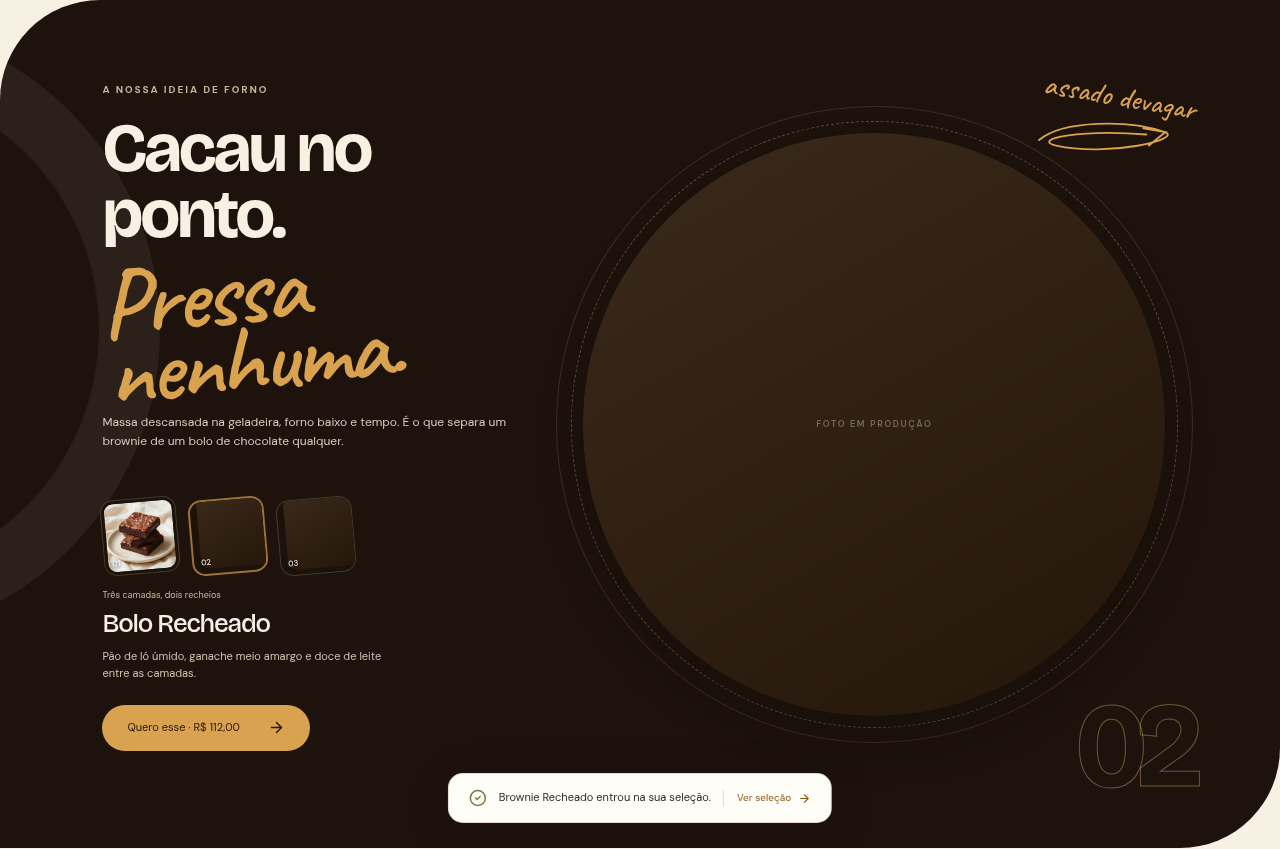 A NOSSA IDEIA DE FORNO
assado devagar
Cacau no
ponto.
Pressa
nenhuma.
Massa descansada na geladeira, forno baixo e tempo. É o que separa um
brownie de um bolo de chocolate qualquer.
FOTO EM PRODUÇÃO
01
02
03
Três camadas, dois recheios
Bolo Recheado
Pão de ló úmido, ganache meio amargo e doce de leite
entre as camadas.
Quero esse · R$ 112,00
02
Brownie Recheado entrou na sua seleção.
Ver seleção